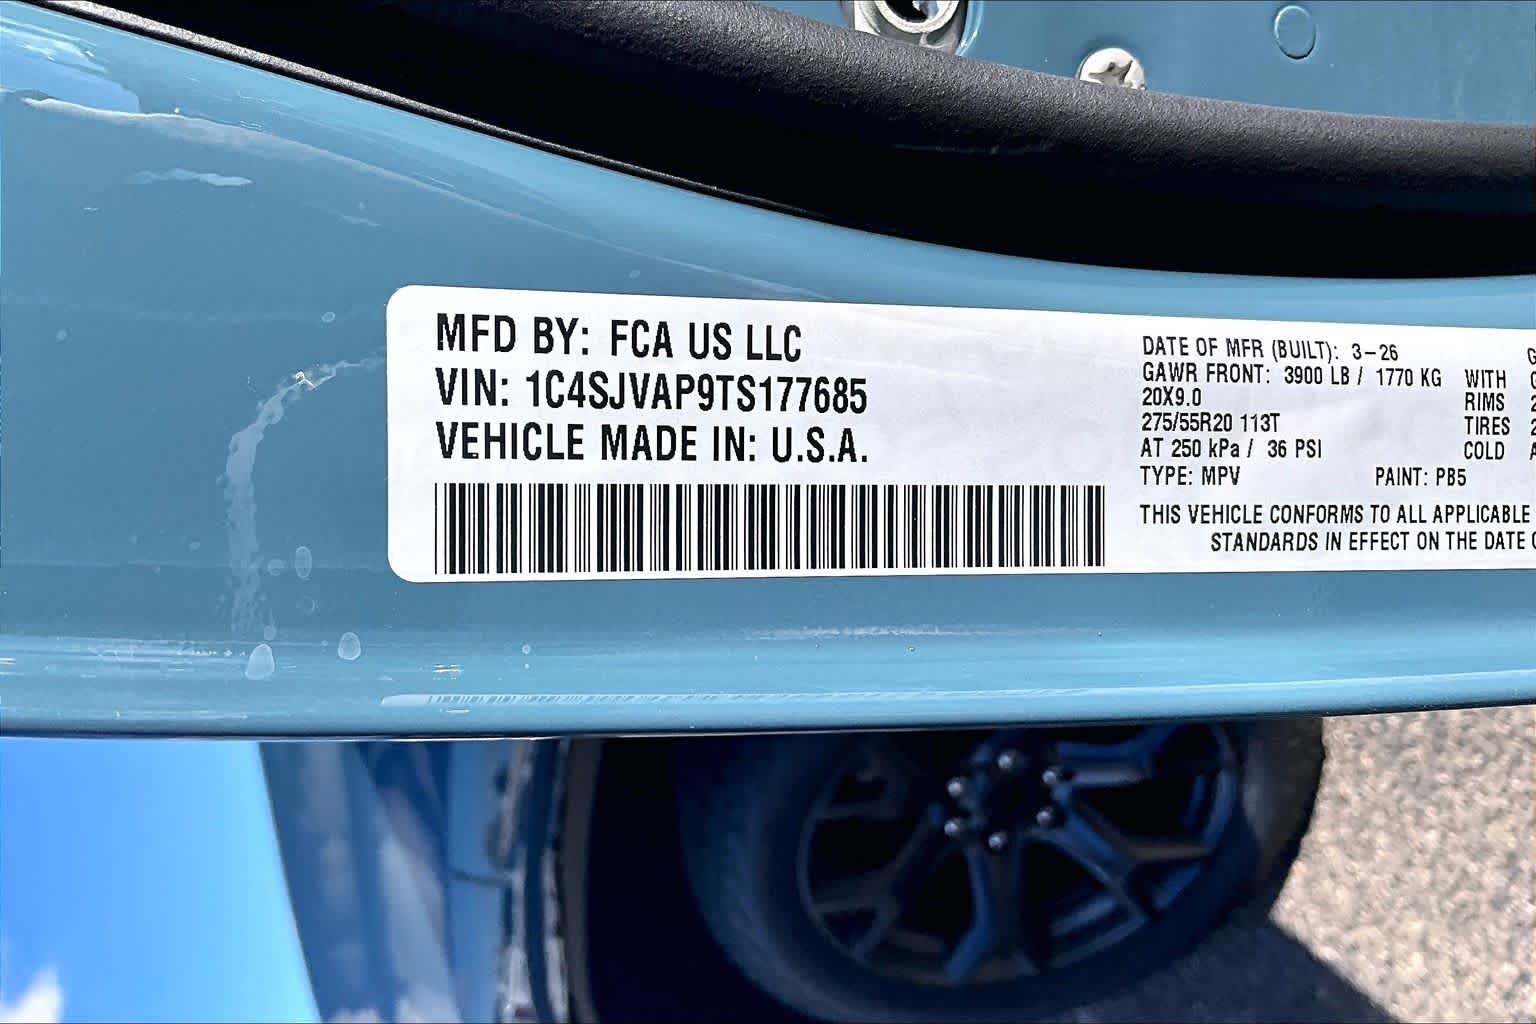 MFD BY: FCA US LLC
VIN: 1C4SJVAP9TS177685
VEHICLE MADE IN: U.S.A.
DATE OF MFR (BUILT): 3-26
GAWR FRONT: 3900 LB / 1770 KG WITH
20X9.0 RIMS
275/55R20 113T TIRES
AT 250 kPa / 36 PSI COLD
TYPE: MPV PAINT: PB5
THIS VEHICLE CONFORMS TO ALL APPLICABLE
STANDARDS IN EFFECT ON THE DATE